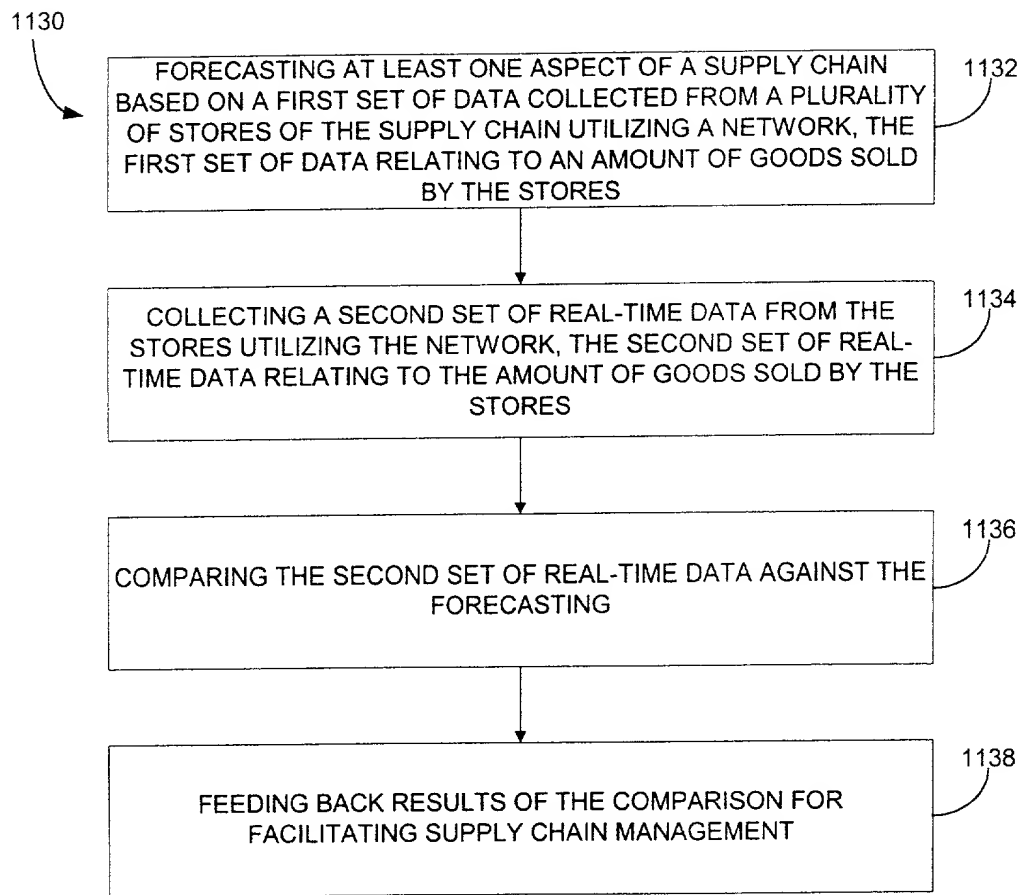 1130
FORECASTING AT LEAST ONE ASPECT OF A SUPPLY CHAIN
BASED ON A FIRST SET OF DATA COLLECTED FROM A PLURALITY
OF STORES OF THE SUPPLY CHAIN UTILIZING A NETWORK, THE
FIRST SET OF DATA RELATING TO AN AMOUNT OF GOODS SOLD
BY THE STORES
1132
COLLECTING A SECOND SET OF REAL-TIME DATA FROM THE
STORES UTILIZING THE NETWORK, THE SECOND SET OF REAL-
TIME DATA RELATING TO THE AMOUNT OF GOODS SOLD BY THE
STORES
1134
COMPARING THE SECOND SET OF REAL-TIME DATA AGAINST THE
FORECASTING
1136
FEEDING BACK RESULTS OF THE COMPARISON FOR
FACILITATING SUPPLY CHAIN MANAGEMENT
1138